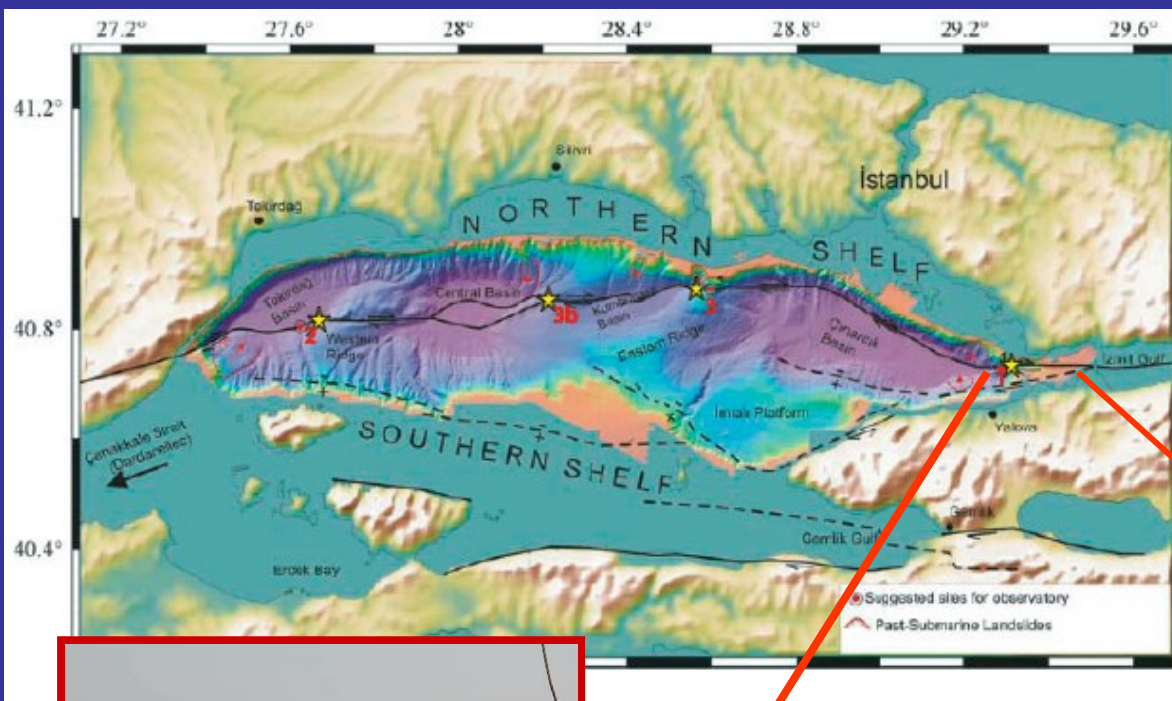 27.2° 27.6° 28° 28.4° 28.8° 29.2° 29.6°
41.2°
40.8°
40.4°
Silivri
İstanbul
Tekirdağ
NORTHERN SHELF
Tekirdağ
Basin
Central Basin
Kumburgaz
Basin
Western
Ridge
Eastern Ridge
Çınarcık
Basin
2
3b
3
1
İzmit Gulf
İmralı Platform
Yalova
SOUTHERN SHELF
Çanakkale Strait
(Dardanelles)
Gemlik
Gemlik Gulf
Erdek Bay
Suggested sites for observatory
Past-Submarine Landslides